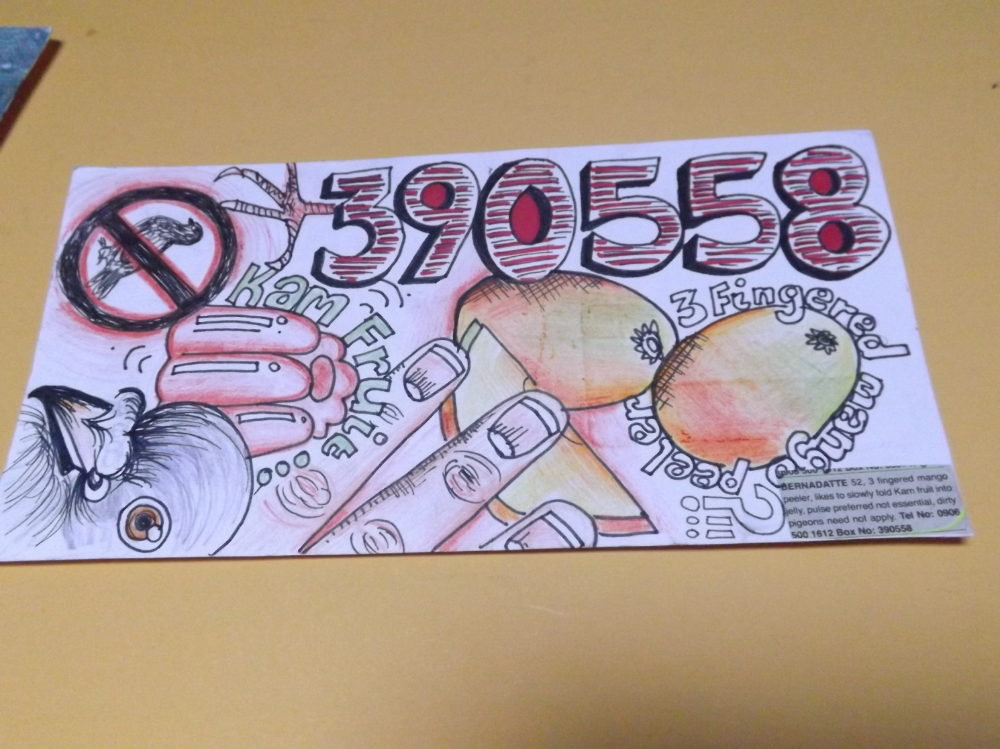 390558
Kam Fruit
3 Fingered mango peeler
?!!
BERNADATTE 52, 3 fingered mango
peeler, likes to slowly fold Kam fruit into
jelly, pulse preferred not essential, dirty
pigeons need not apply. Tel No: 0906
500 1612 Box No: 390558